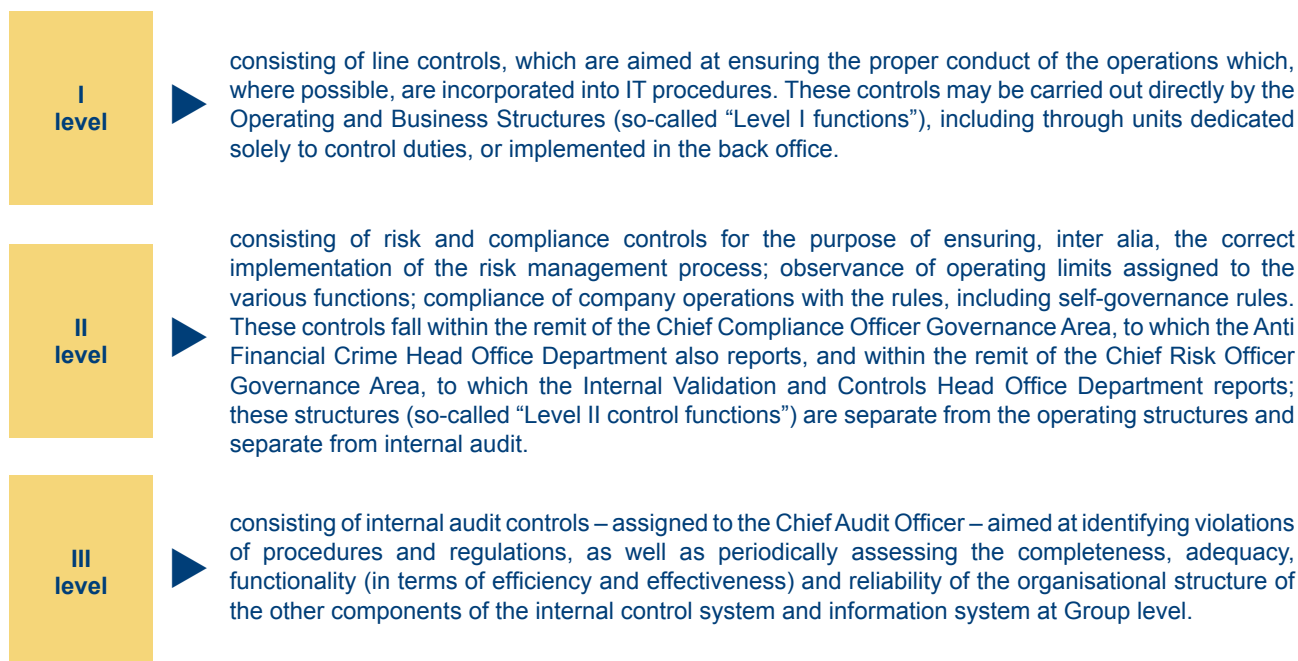 I
level
consisting of line controls, which are aimed at ensuring the proper conduct of the operations which,
where possible, are incorporated into IT procedures. These controls may be carried out directly by the
Operating and Business Structures (so-called “Level I functions”), including through units dedicated
solely to control duties, or implemented in the back office.
II
level
consisting of risk and compliance controls for the purpose of ensuring, inter alia, the correct
implementation of the risk management process; observance of operating limits assigned to the
various functions; compliance of company operations with the rules, including self-governance rules.
These controls fall within the remit of the Chief Compliance Officer Governance Area, to which the Anti
Financial Crime Head Office Department also reports, and within the remit of the Chief Risk Officer
Governance Area, to which the Internal Validation and Controls Head Office Department reports;
these structures (so-called “Level II control functions”) are separate from the operating structures and
separate from internal audit.
III
level
consisting of internal audit controls – assigned to the Chief Audit Officer – aimed at identifying violations
of procedures and regulations, as well as periodically assessing the completeness, adequacy,
functionality (in terms of efficiency and effectiveness) and reliability of the organisational structure of
the other components of the internal control system and information system at Group level.